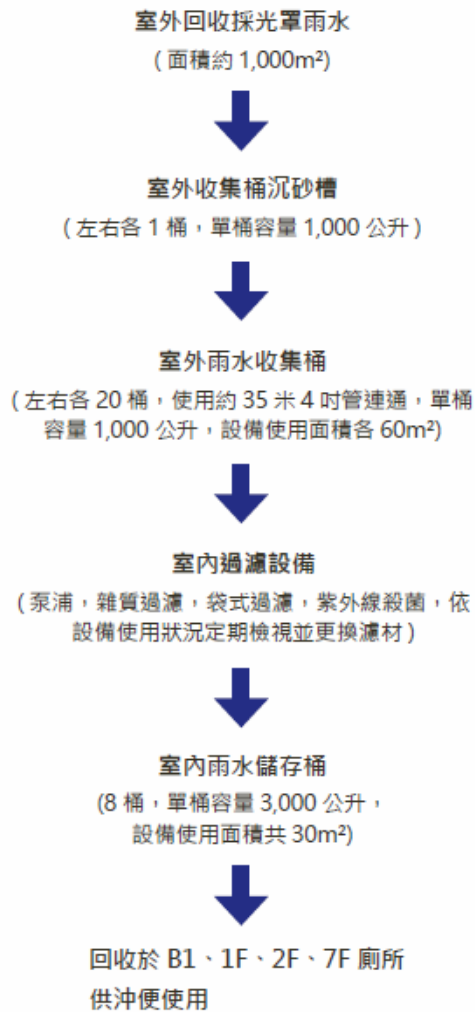 室外回收採光罩雨水
( 面積約 1,000m²)
室外收集桶沉砂槽
( 左右各 1 桶，單桶容量 1,000 公升 )
室外雨水收集桶
( 左右各 20 桶，使用約 35 米 4 吋管連通，單桶
容量 1,000 公升，設備使用面積各 60m²)
室內過濾設備
( 泵浦，雜質過濾，袋式過濾，紫外線殺菌，依
設備使用狀況定期檢視並更換濾材 )
室內雨水儲存桶
(8 桶，單桶容量 3,000 公升，
設備使用面積共 30m²)
回收於 B1、1F、2F、7F 廁所
供沖便使用